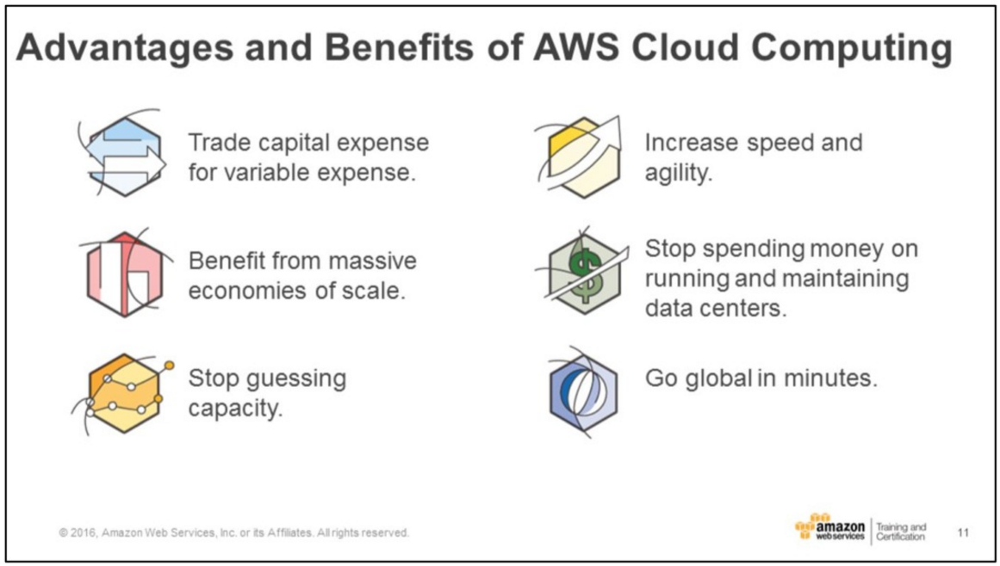 Advantages and Benefits of AWS Cloud Computing
Trade capital expense
for variable expense.
Increase speed and
agility.
Benefit from massive
economies of scale.
Stop spending money on
running and maintaining
data centers.
Stop guessing
capacity.
Go global in minutes.
© 2016, Amazon Web Services, Inc. or its Affiliates. All rights reserved.
amazon
webservices
Training and
Certification
11